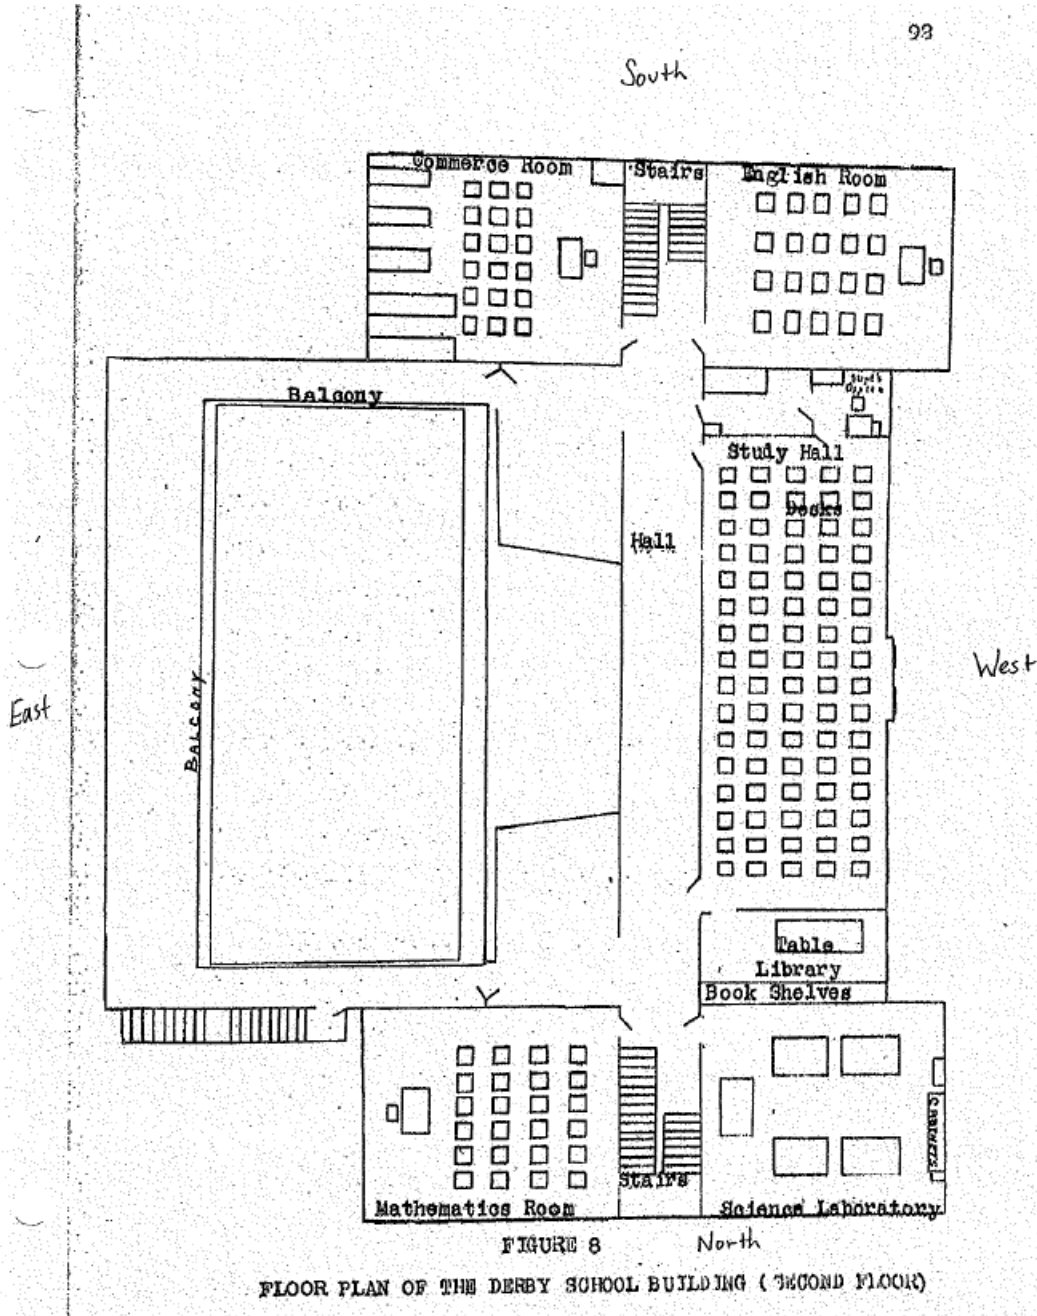 93
South
Commerce Room
Stairs
English Room
Balcony
Study Hall
Desks
Hall
West
East
BALCONY
Table
Library
Book Shelves
CABINETS
Stairs
Mathematics Room
Science Laboratory
FIGURE 8
North
FLOOR PLAN OF THE DERBY SCHOOL BUILDING (SECOND FLOOR)